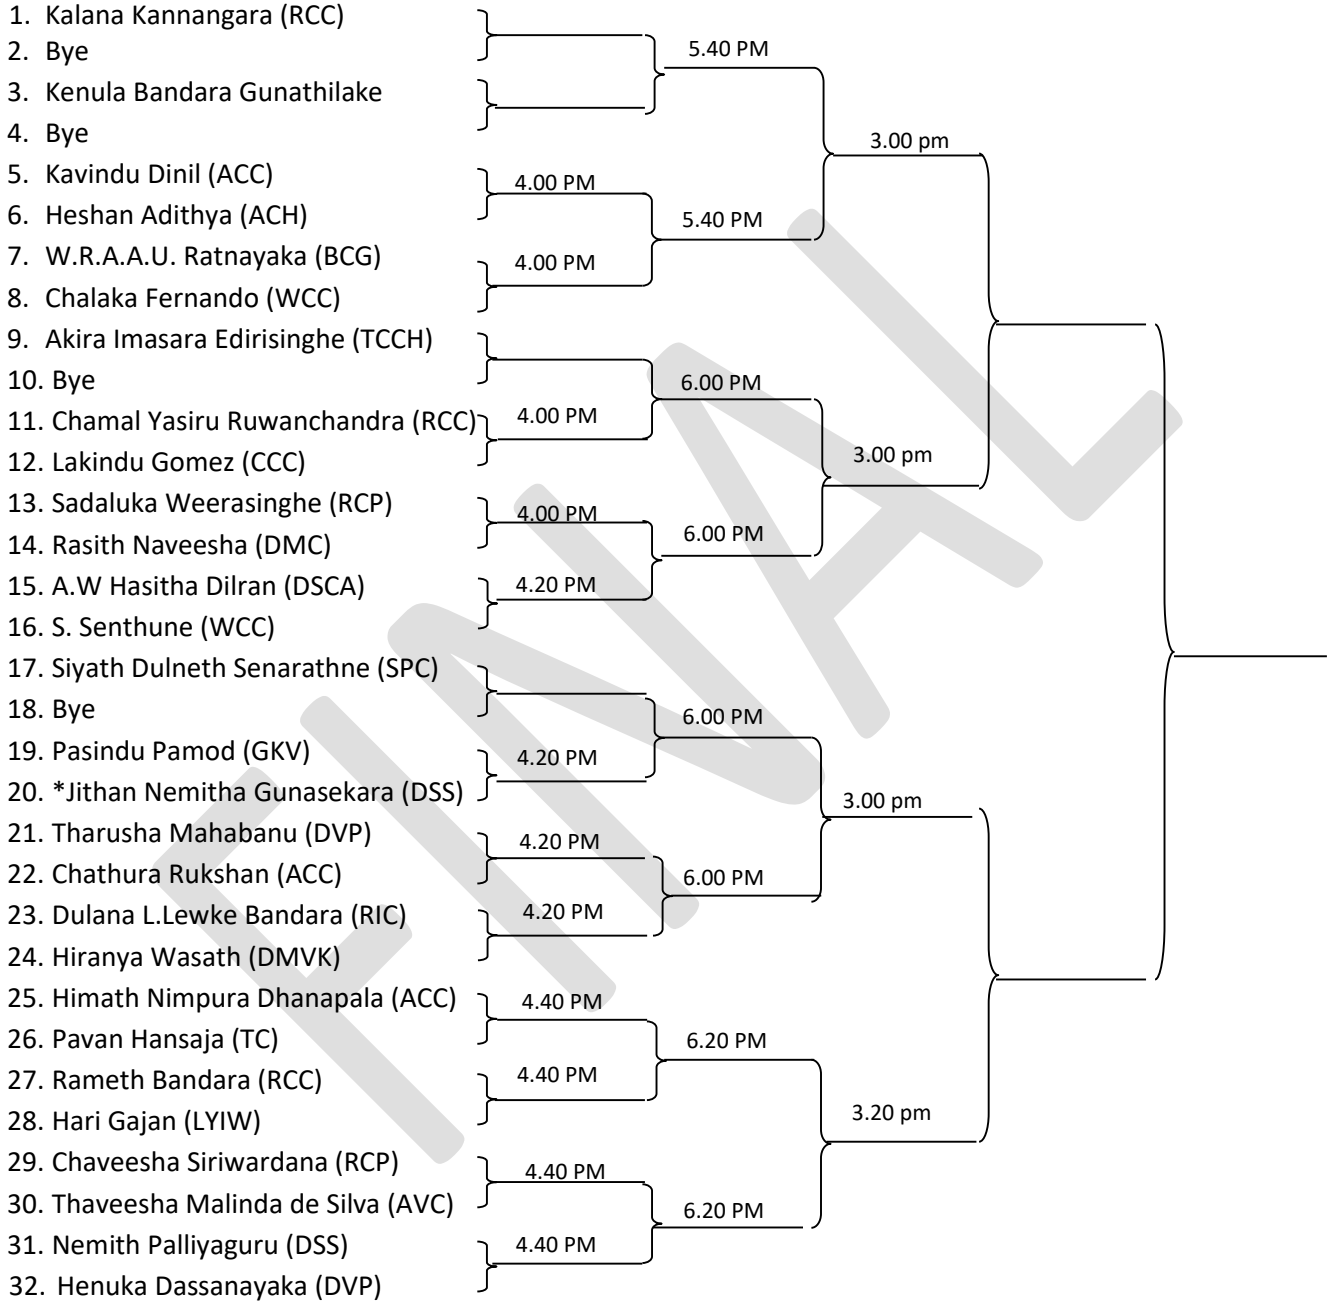 1. Kalana Kannangara (RCC)
2. Bye
5.40 PM
3. Kenula Bandara Gunathilake
4. Bye
3.00 pm
5. Kavindu Dinil (ACC)
4.00 PM
6. Heshan Adithya (ACH)
5.40 PM
7. W.R.A.A.U. Ratnayaka (BCG)
4.00 PM
8. Chalaka Fernando (WCC)
9. Akira Imasara Edirisinghe (TCCH)
10. Bye
6.00 PM
11. Chamal Yasiru Ruwanchandra (RCC)
4.00 PM
12. Lakindu Gomez (CCC)
3.00 pm
13. Sadaluka Weerasinghe (RCP)
4.00 PM
14. Rasith Naveesha (DMC)
6.00 PM
15. A.W Hasitha Dilran (DSCA)
4.20 PM
16. S. Senthune (WCC)
17. Siyath Dulneth Senarathne (SPC)
18. Bye
6.00 PM
19. Pasindu Pamod (GKV)
4.20 PM
20. *Jithan Nemitha Gunasekara (DSS)
3.00 pm
21. Tharusha Mahabanu (DVP)
4.20 PM
22. Chathura Rukshan (ACC)
6.00 PM
23. Dulana L.Lewke Bandara (RIC)
4.20 PM
24. Hiranya Wasath (DMVK)
25. Himath Nimpura Dhanapala (ACC)
4.40 PM
26. Pavan Hansaja (TC)
6.20 PM
27. Rameth Bandara (RCC)
4.40 PM
28. Hari Gajan (LYIW)
3.20 pm
29. Chaveesha Siriwardana (RCP)
4.40 PM
30. Thaveesha Malinda de Silva (AVC)
6.20 PM
31. Nemith Palliyaguru (DSS)
4.40 PM
32. Henuka Dassanayaka (DVP)
FINAL